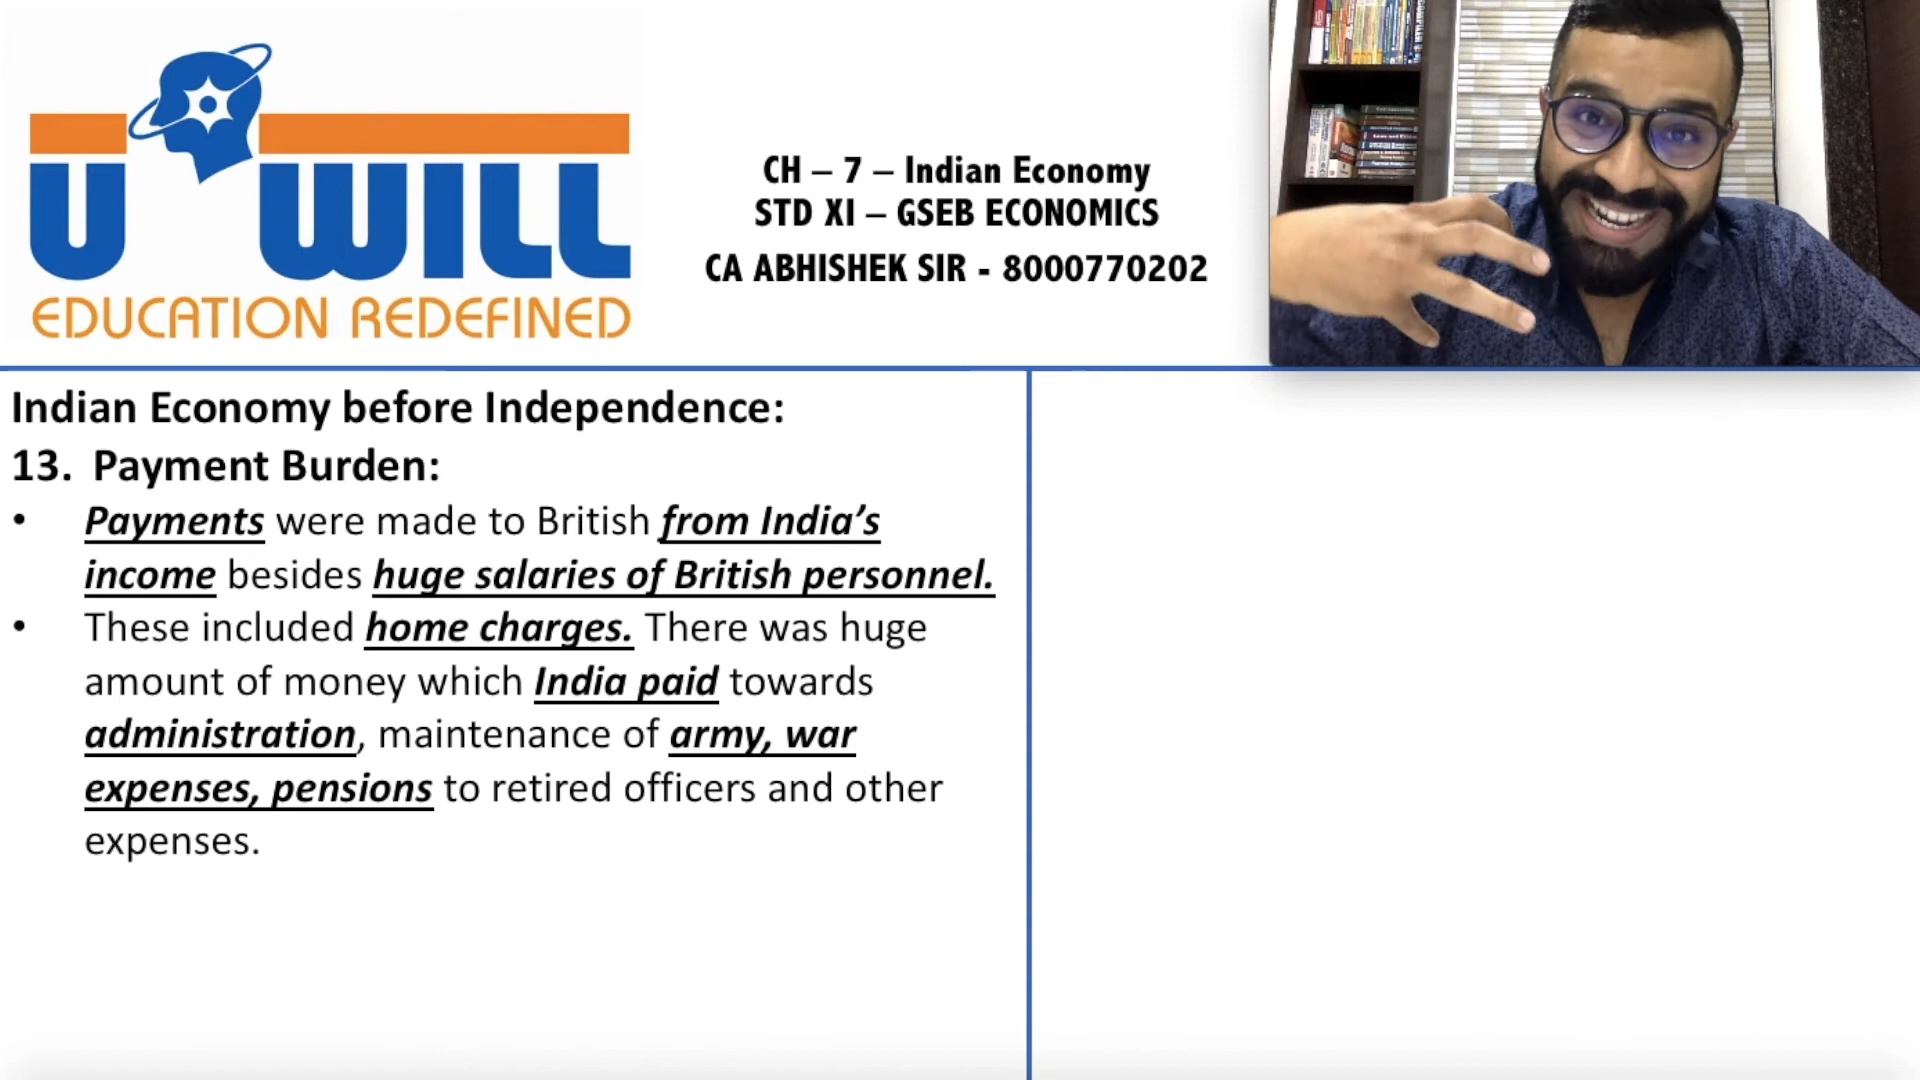 U WILL
EDUCATION REDEFINED
CH – 7 – Indian Economy
STD XI – GSEB ECONOMICS
CA ABHISHEK SIR - 8000770202
Indian Economy before Independence:
13. Payment Burden:
• Payments were made to British from India’s
income besides huge salaries of British personnel.
• These included home charges. There was huge
amount of money which India paid towards
administration, maintenance of army, war
expenses, pensions to retired officers and other
expenses.